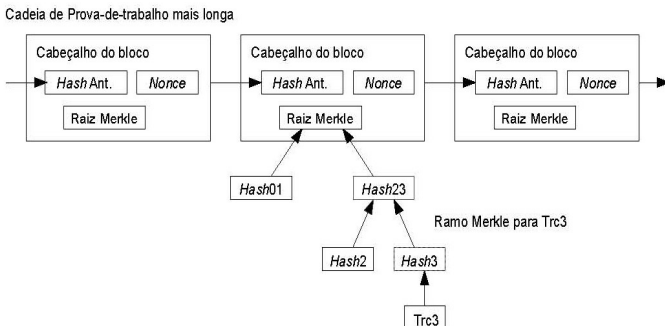 Cadeia de Prova-de-trabalho mais longa
Cabeçalho do bloco
Hash Ant.
Nonce
Raiz Merkle
Cabeçalho do bloco
Hash Ant.
Nonce
Raiz Merkle
Cabeçalho do bloco
Hash Ant.
Nonce
Raiz Merkle
Hash01
Hash23
Ramo Merkle para Trc3
Hash2
Hash3
Trc3